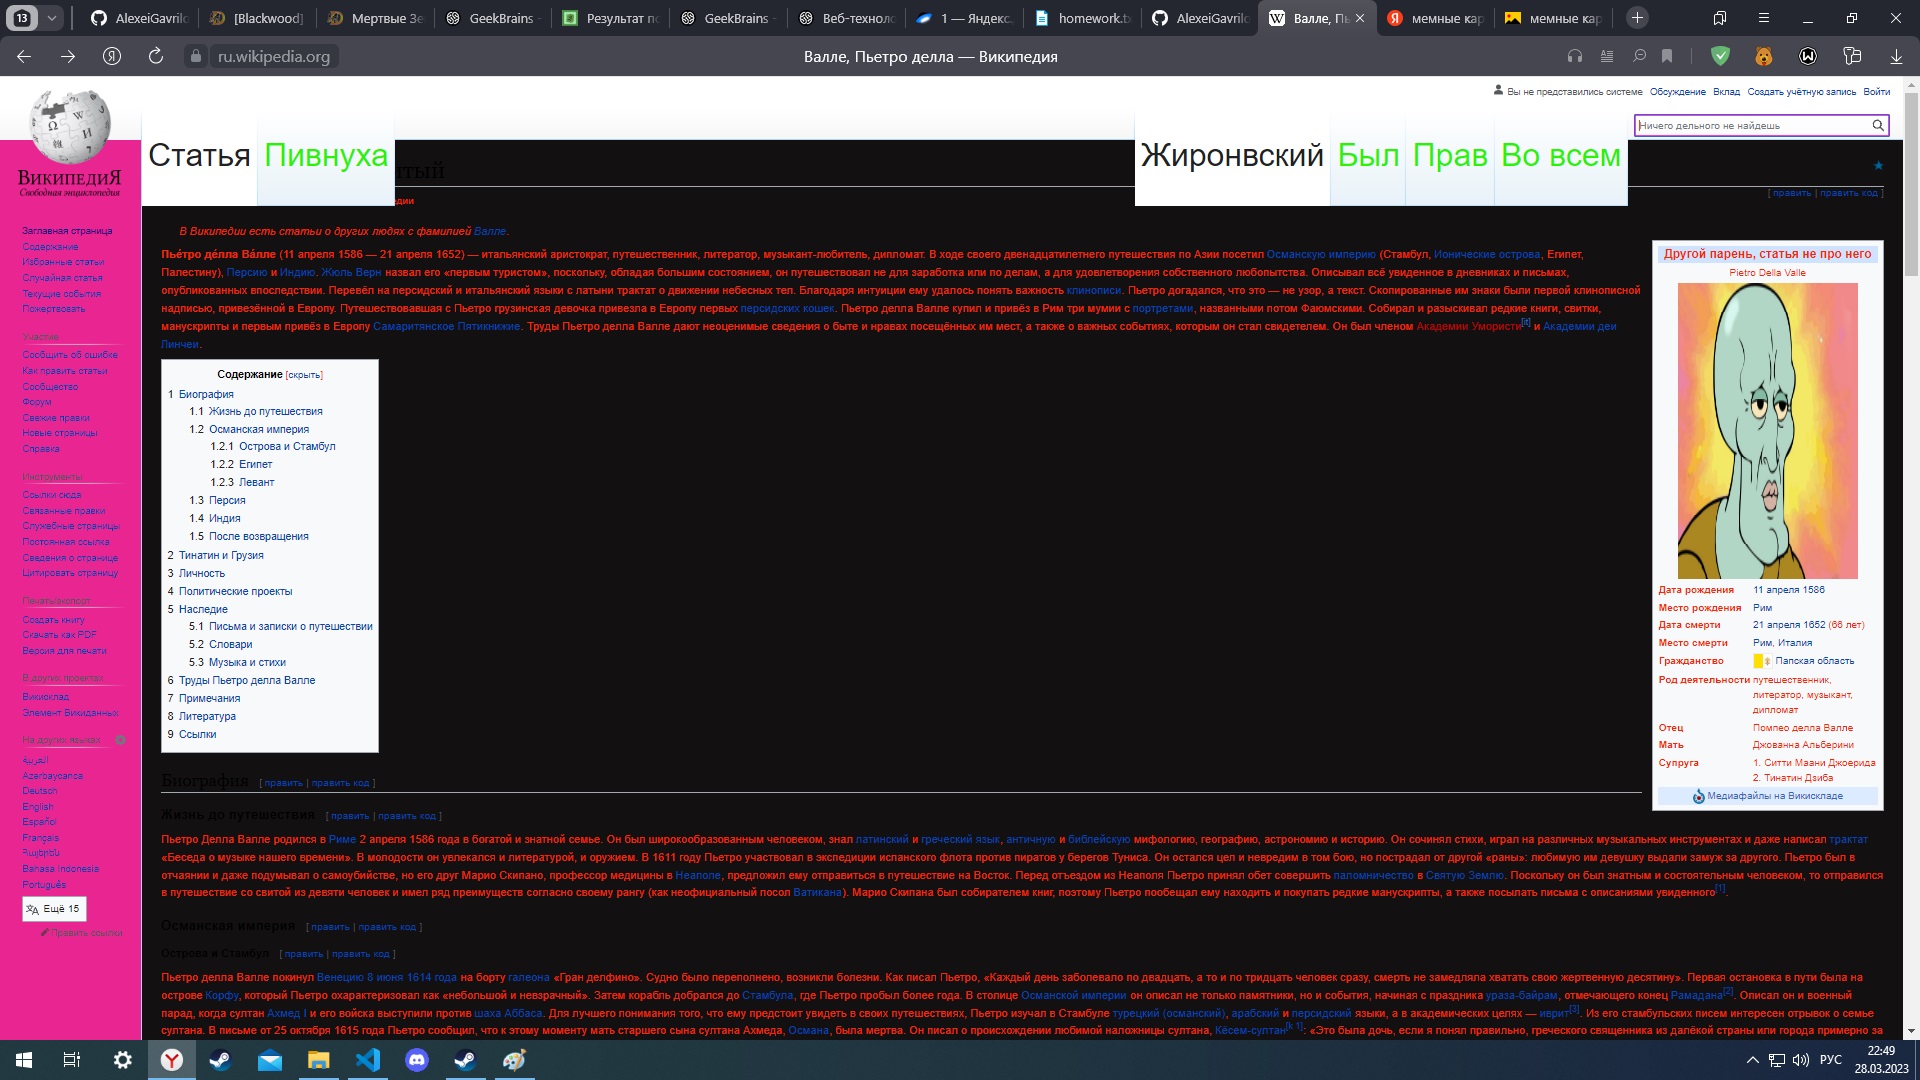 13
AlexeiGavrilo
[Blackwood]
Мертвые Зе
GeekBrains -
Результат по
GeekBrains -
Веб-техноло
1 — Яндекс.
homework.tx
AlexeiGavrilo
Валле, Пь
мемные кар
мемные кар
ru.wikipedia.org
Валле, Пьетро делла — Википедия
Вы не представились системе Обсуждение Вклад Создать учётную запись Войти
Ничего дельного не найдешь
Статья Пивнуха
Жиронвский Был Прав Во всем
итый
[ править | править код ]
едии
ВикипедиЯ
Свободная энциклопедия
Заглавная страница
Содержание
Избранные статьи
Случайная статья
Текущие события
Пожертвовать
Участие
Сообщить об ошибке
Как править статьи
Сообщество
Форум
Свежие правки
Новые страницы
Справка
Инструменты
Ссылки сюда
Связанные правки
Служебные страницы
Постоянная ссылка
Сведения о странице
Цитировать страницу
Печать/экспорт
Создать книгу
Скачать как PDF
Версия для печати
В других проектах
Викисклад
Элемент Викиданных
На других языках
العربية
Azərbaycanca
Deutsch
English
Español
Français
Հայերեն
Bahasa Indonesia
Português
Ещё 15
Править ссылки
В Википедии есть статьи о других людях с фамилией Валле.
Пье́тро де́лла Ва́лле (11 апреля 1586 — 21 апреля 1652) — итальянский аристократ, путешественник, литератор, музыкант-любитель, дипломат. В ходе своего двенадцатилетнего путешествия по Азии посетил Османскую империю (Стамбул, Ионические острова, Египет,
Палестину), Персию и Индию. Жюль Верн назвал его «первым туристом», поскольку, обладая большим состоянием, он путешествовал не для заработка или по делам, а для удовлетворения собственного любопытства. Описывал всё увиденное в дневниках и письмах,
опубликованных впоследствии. Перевёл на персидский и итальянский языки с латыни трактат о движении небесных тел. Благодаря интуиции ему удалось понять важность клинописи. Пьетро догадался, что это — не узор, а текст. Скопированные им знаки были первой клинописной
надписью, привезённой в Европу. Путешествовавшая с Пьетро грузинская девочка привезла в Европу первых персидских кошек. Пьетро делла Валле купил и привёз в Рим три мумии с портретами, названными потом Фаюмскими. Собирал и разыскивал редкие книги, свитки,
манускрипты и первым привёз в Европу Самаритянское Пятикнижие. Труды Пьетро делла Валле дают неоценимые сведения о быте и нравах посещённых им мест, а также о важных событиях, которым он стал свидетелем. Он был членом Академии Умористи[it] и Академии деи
Линчеи.
Содержание [скрыть]
1 Биография
1.1 Жизнь до путешествия
1.2 Османская империя
1.2.1 Острова и Стамбул
1.2.2 Египет
1.2.3 Левант
1.3 Персия
1.4 Индия
1.5 После возвращения
2 Тинатин и Грузия
3 Личность
4 Политические проекты
5 Наследие
5.1 Письма и записки о путешествии
5.2 Словари
5.3 Музыка и стихи
6 Труды Пьетро делла Валле
7 Примечания
8 Литература
9 Ссылки
Другой парень, статья не про него
Pietro Della Valle
Дата рождения 11 апреля 1586
Место рождения Рим
Дата смерти 21 апреля 1652 (66 лет)
Место смерти Рим, Италия
Гражданство Папская область
Род деятельности путешественник,
литератор, музыкант,
дипломат
Отец Помпео делла Валле
Мать Джованна Альберини
Супруга 1. Ситти Маани Джоерида
2. Тинатин Дзиба
Медиафайлы на Викискладе
Биография [ править | править код ]
Жизнь до путешествия [ править | править код ]
Пьетро Делла Валле родился в Риме 2 апреля 1586 года в богатой и знатной семье. Он был широкообразованным человеком, знал латинский и греческий язык, античную и библейскую мифологию, географию, астрономию и историю. Он сочинял стихи, играл на различных музыкальных инструментах и даже написал трактат
«Беседа о музыке нашего времени». В молодости он увлекался и литературой, и оружием. В 1611 году Пьетро участвовал в экспедиции испанского флота против пиратов у берегов Туниса. Он остался цел и невредим в том бою, но пострадал от другой «раны»: любимую им девушку выдали замуж за другого. Пьетро был в
отчаянии и даже подумывал о самоубийстве, но его друг Марио Скипано, профессор медицины в Неаполе, предложил ему отправиться в путешествие на Восток. Перед отъездом из Неаполя Пьетро принял обет совершить паломничество в Святую Землю. Поскольку он был знатным и состоятельным человеком, то отправился
в путешествие со свитой из девяти человек и имел ряд преимуществ согласно своему рангу (как неофициальный посол Ватикана). Марио Скипана был собирателем книг, поэтому Пьетро пообещал ему находить и покупать редкие манускрипты, а также посылать письма с описаниями увиденного[1].
Османская империя [ править | править код ]
Острова и Стамбул [ править | править код ]
Пьетро делла Валле покинул Венецию 8 июня 1614 года на борту галеона «Гран делфино». Судно было переполнено, возникли болезни. Как писал Пьетро, «Каждый день заболевало по двадцать, а то и по тридцать человек сразу, смерть не замедляла хватать свою жертвенную десятину». Первая остановка в пути была на
острове Корфу, который Пьетро охарактеризовал как «небольшой и невзрачный». Затем корабль добрался до Стамбула, где Пьетро пробыл более года. В столице Османской империи он описал не только памятники, но и события, начиная с праздника ураза-байрам, отмечающего конец Рамадана[2]. Описал он и военный
парад, когда султан Ахмед I и его войска выступили против шаха Аббаса. Для лучшего понимания того, что ему предстоит увидеть в своих путешествиях, Пьетро изучал в Стамбуле турецкий (османский), арабский и персидский языки, а в академических целях — иврит[3]. Из его стамбульских писем интересен отрывок о семье
султана. В письме от 25 октября 1615 года Пьетро сообщил, что к этому моменту мать старшего сына султана Ахмеда, Османа, была мертва. Он писал о происхождении любимой наложницы султана, Кёсем-султан[k 1]: «Это была дочь, если я понял правильно, греческого священника из далёкой страны или города примерно за
РУС
22:49
28.03.2023